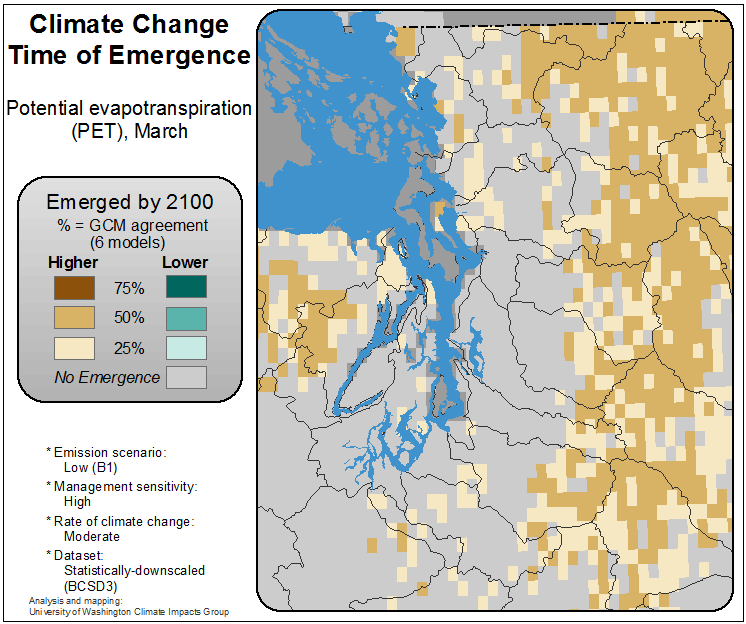 Climate Change
Time of Emergence
Potential evapotranspiration
(PET), March
Emerged by 2100
% = GCM agreement
(6 models)
Higher Lower
75%
50%
25%
No Emergence
* Emission scenario:
Low (B1)
* Management sensitivity:
High
* Rate of climate change:
Moderate
* Dataset:
Statistically-downscaled
(BCSD3)
Analysis and mapping:
University of Washington Climate Impacts Group